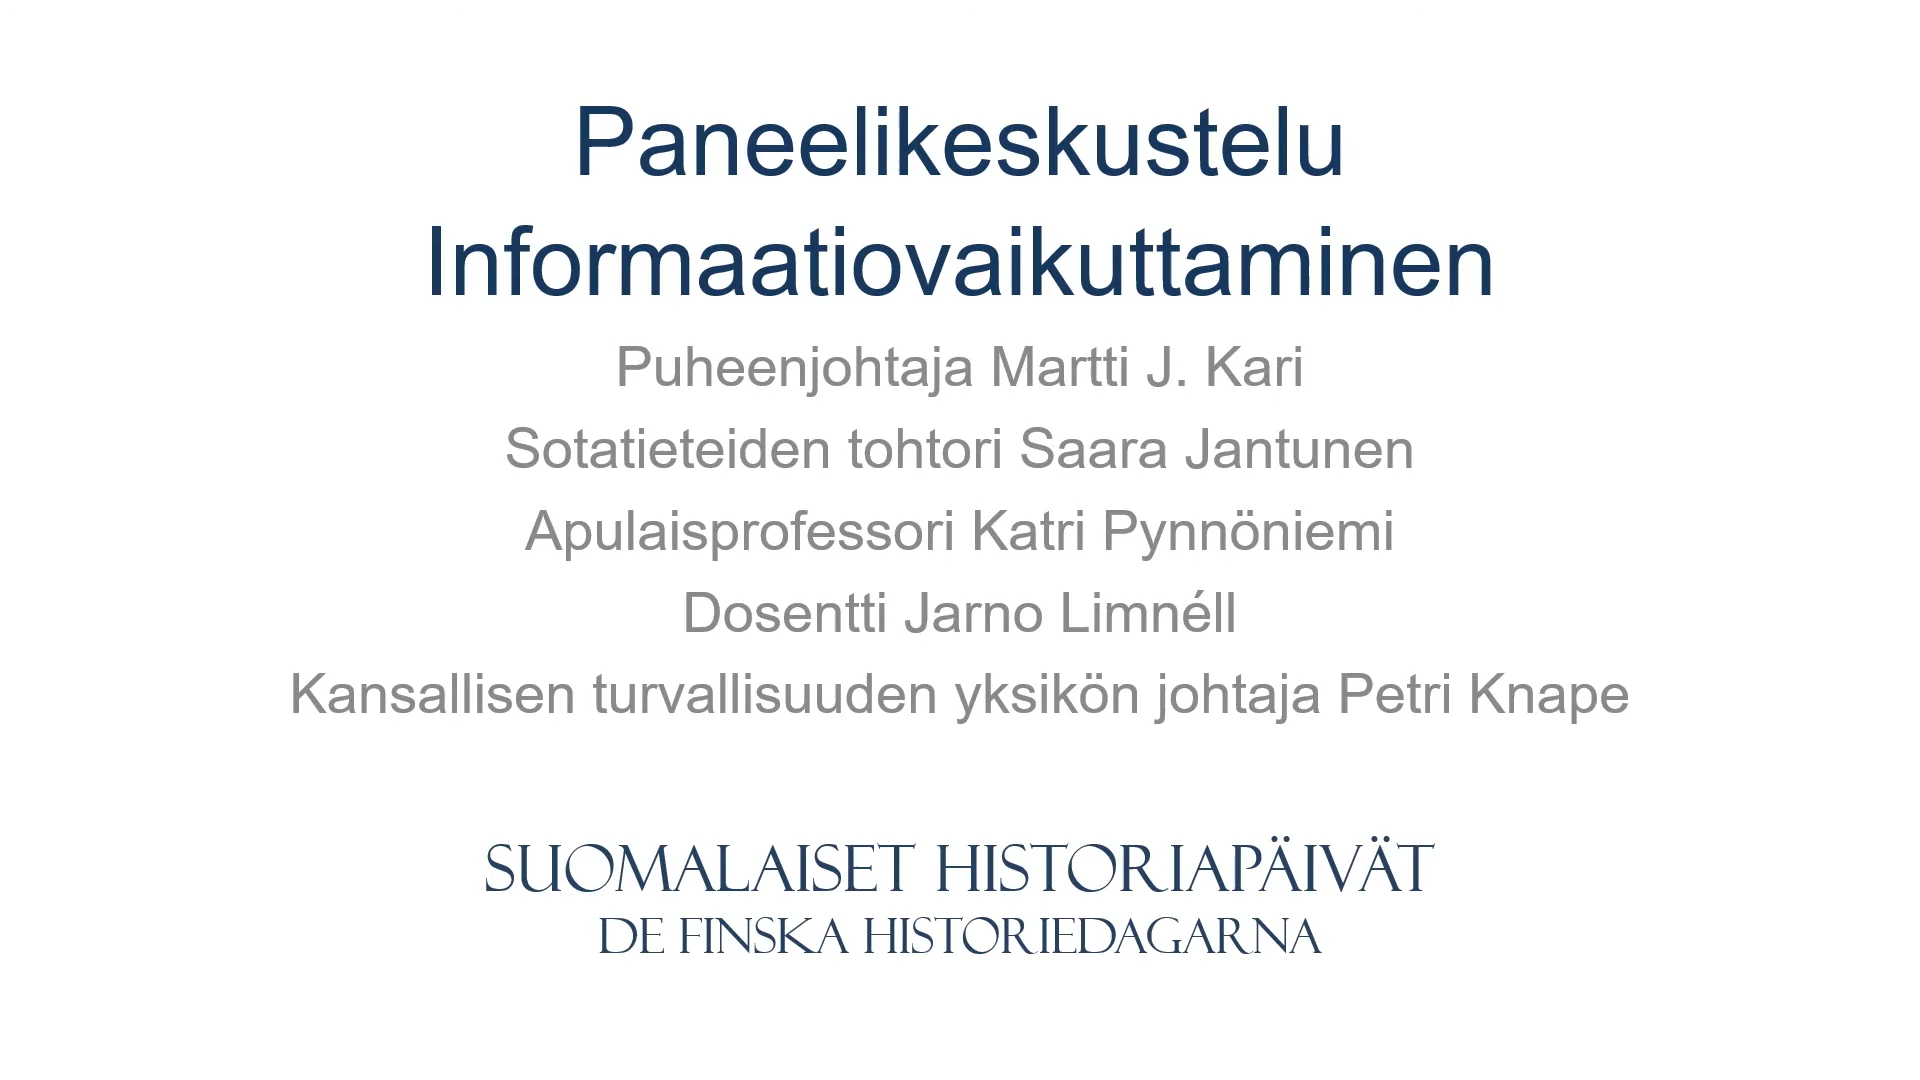 Paneelikeskustelu
Informaatiovaikuttaminen
Puheenjohtaja Martti J. Kari
Sotatieteiden tohtori Saara Jantunen
Apulaisprofessori Katri Pynnöniemi
Dosentti Jarno Limnéll
Kansallisen turvallisuuden yksikön johtaja Petri Knape
SUOMALAISET HISTORIAPÄIVÄT
DE FINSKA HISTORIEDAGARNA